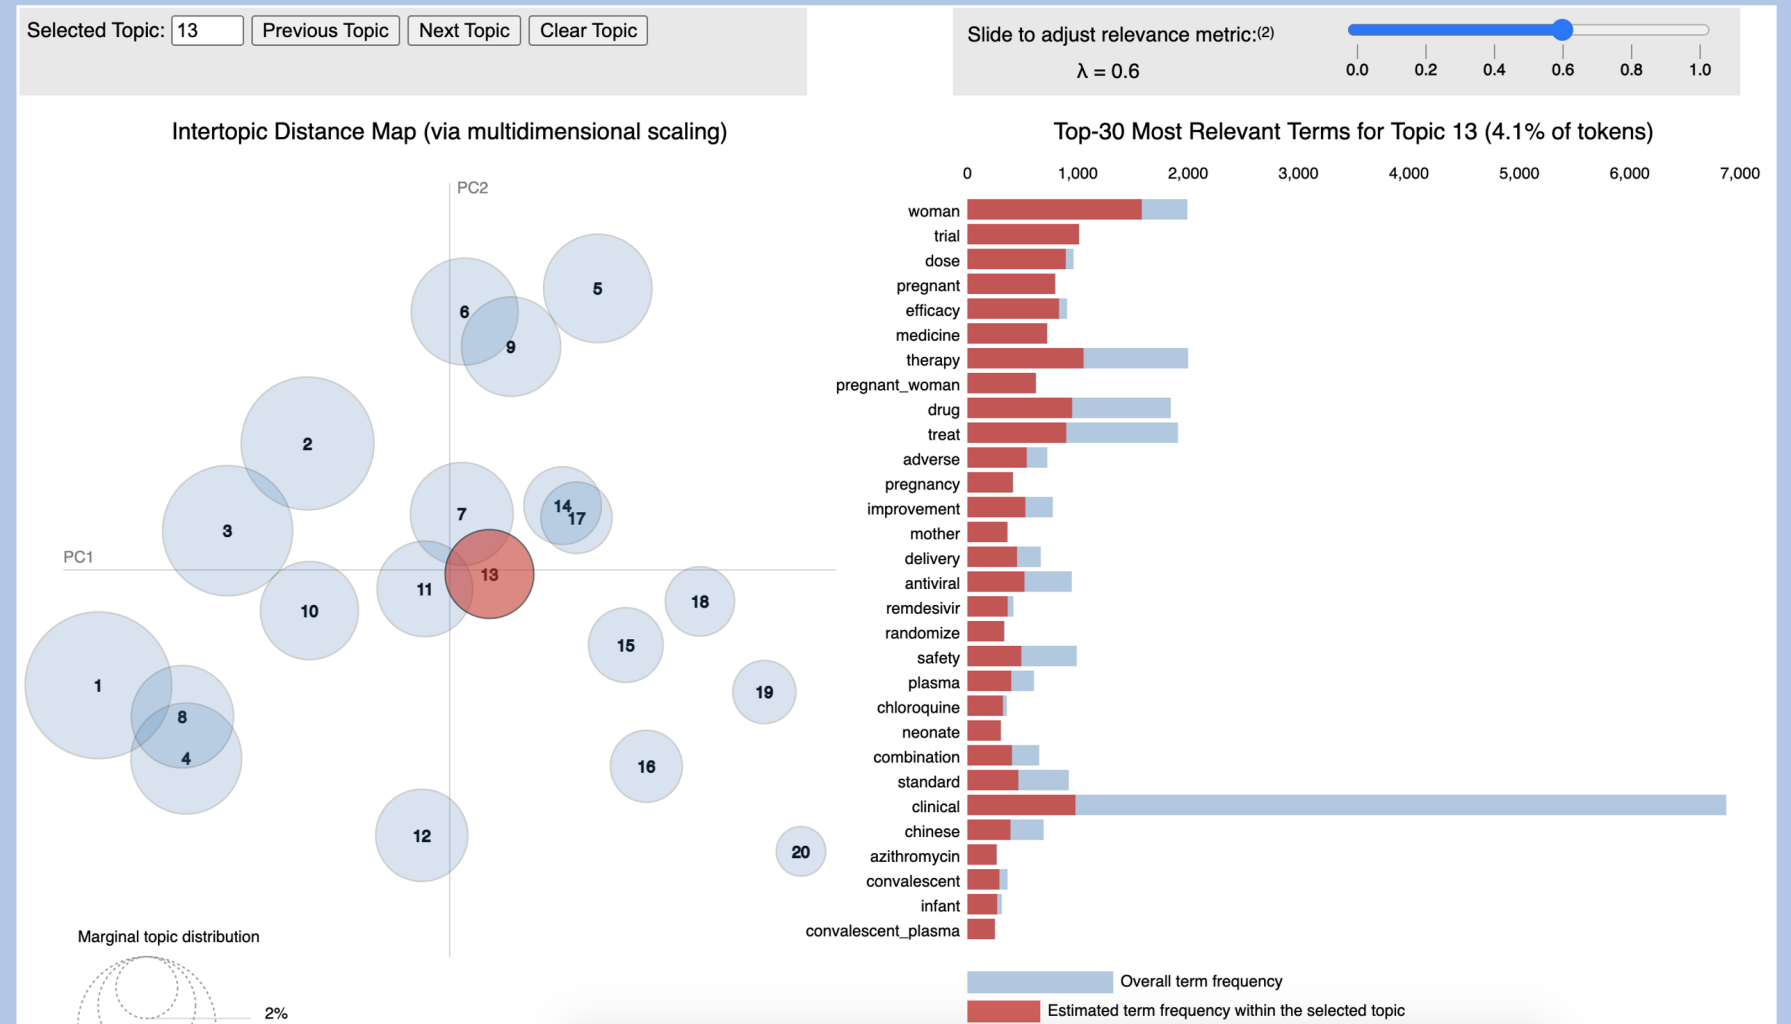 Selected Topic: 13 Previous Topic Next Topic Clear Topic
Slide to adjust relevance metric:(2)
λ = 0.6
0.0 0.2 0.4 0.6 0.8 1.0
Intertopic Distance Map (via multidimensional scaling)
PC2
PC1
5
6
9
2
7
14
17
3
13
11
10
18
15
1
19
8
4
16
12
20
Marginal topic distribution
2%
Top-30 Most Relevant Terms for Topic 13 (4.1% of tokens)
0 1,000 2,000 3,000 4,000 5,000 6,000 7,000
woman
trial
dose
pregnant
efficacy
medicine
therapy
pregnant_woman
drug
treat
adverse
pregnancy
improvement
mother
delivery
antiviral
remdesivir
randomize
safety
plasma
chloroquine
neonate
combination
standard
clinical
chinese
azithromycin
convalescent
infant
convalescent_plasma
Overall term frequency
Estimated term frequency within the selected topic